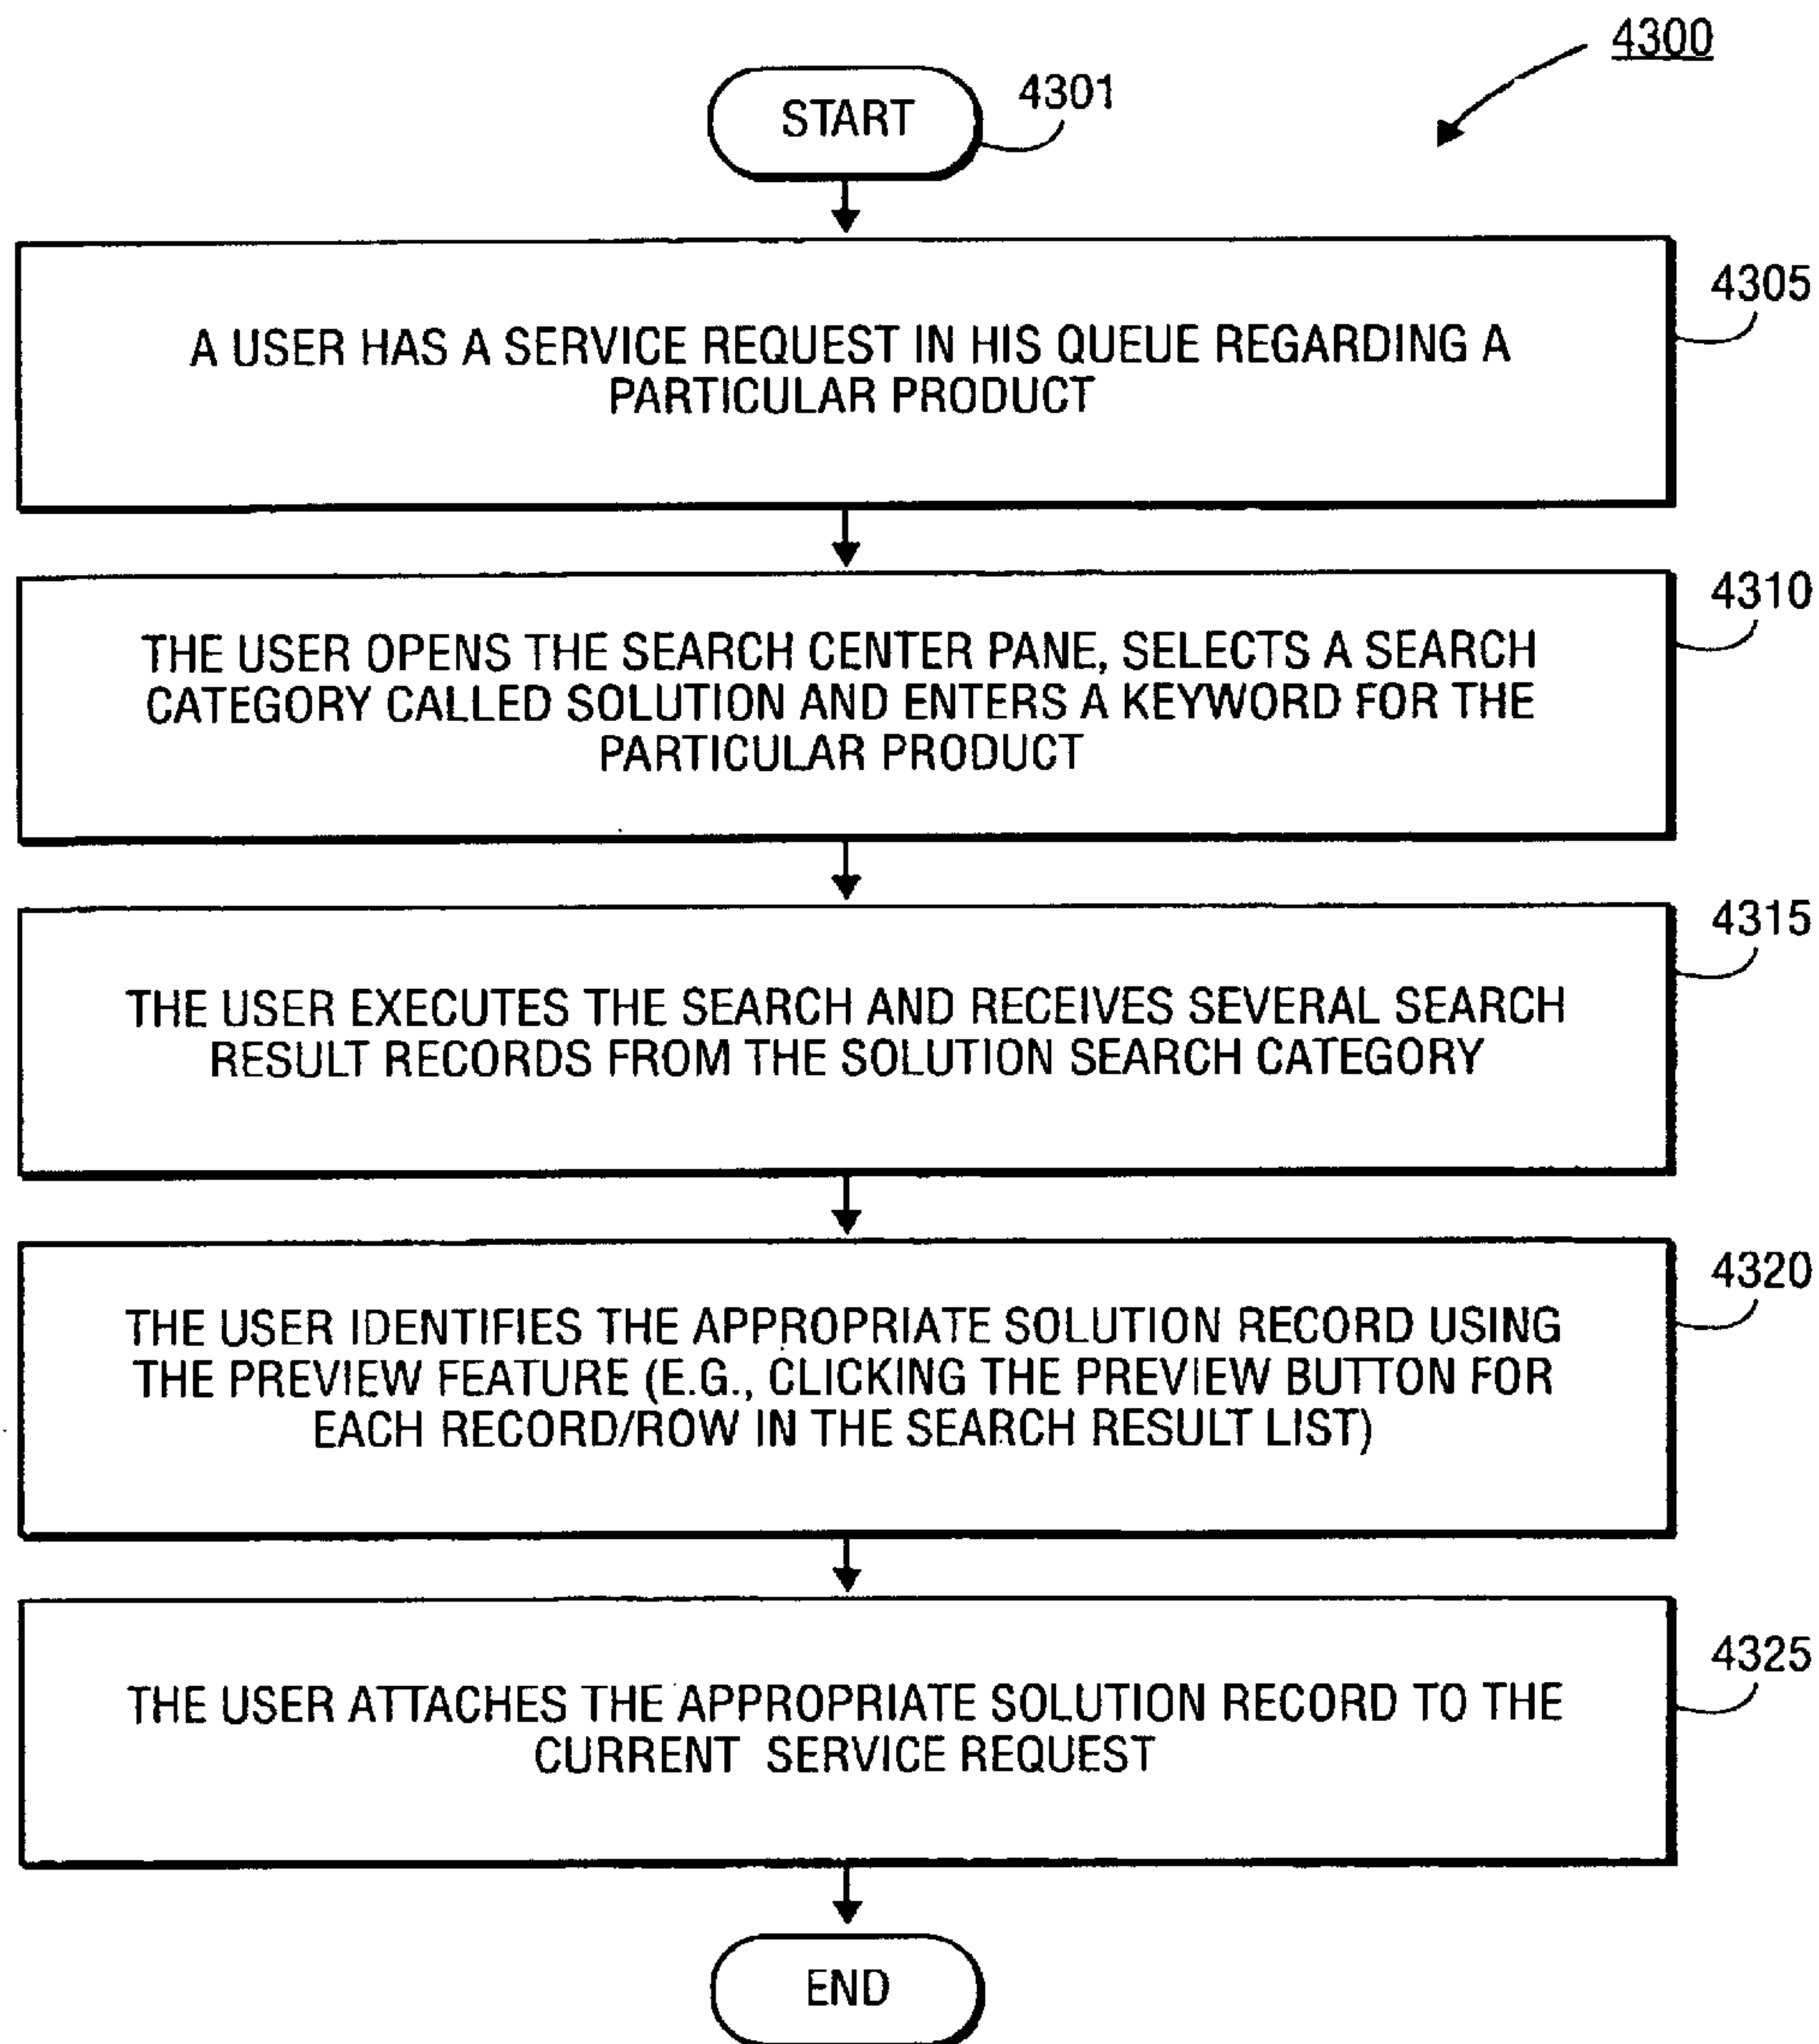 4300
START
4301
A USER HAS A SERVICE REQUEST IN HIS QUEUE REGARDING A
PARTICULAR PRODUCT
4305
THE USER OPENS THE SEARCH CENTER PANE, SELECTS A SEARCH
CATEGORY CALLED SOLUTION AND ENTERS A KEYWORD FOR THE
PARTICULAR PRODUCT
4310
THE USER EXECUTES THE SEARCH AND RECEIVES SEVERAL SEARCH
RESULT RECORDS FROM THE SOLUTION SEARCH CATEGORY
4315
THE USER IDENTIFIES THE APPROPRIATE SOLUTION RECORD USING
THE PREVIEW FEATURE (E.G., CLICKING THE PREVIEW BUTTON FOR
EACH RECORD/ROW IN THE SEARCH RESULT LIST)
4320
THE USER ATTACHES THE APPROPRIATE SOLUTION RECORD TO THE
CURRENT SERVICE REQUEST
4325
END